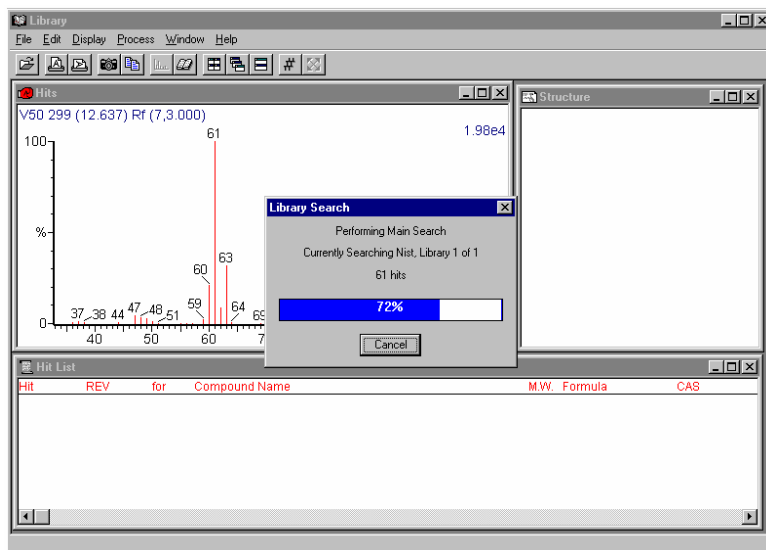 Library
File Edit Display Process Window Help
Hits
V50 299 (12.637) Rf (7,3.000)
61
1.98e4
100
%
63
60
59
64
69
37
38
44
47
48
51
0
40
50
60
7
Structure
Library Search
Performing Main Search
Currently Searching Nist, Library 1 of 1
61 hits
72%
Cancel
Hit List
Hit REV for Compound Name M.W. Formula CAS